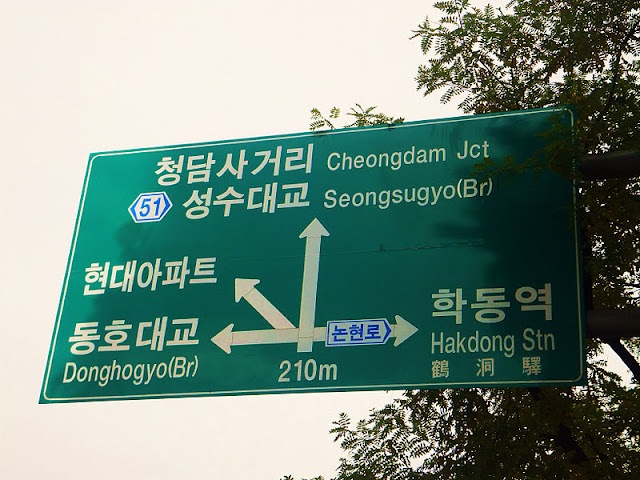 청담사거리 Cheongdam Jct
51 성수대교 Seongsugyo(Br)
현대아파트
동호대교
Donghogyo(Br)
논현로
210m
학동역
Hakdong Stn
鶴洞驛